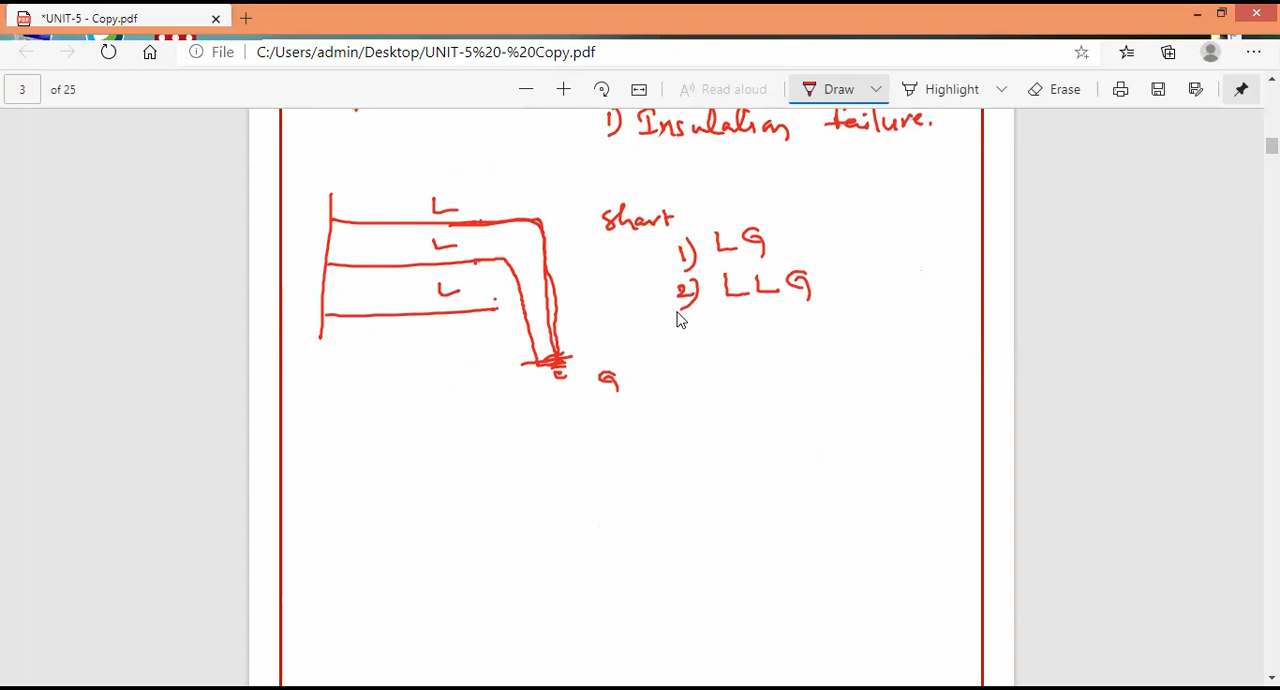 *UNIT-5 - Copy.pdf
File C:/Users/admin/Desktop/UNIT-5%20-%20Copy.pdf
3 of 25 Read aloud Draw Highlight Erase
1) Insulation failure.
L
short
L
1) LG
L
2) LLG
G